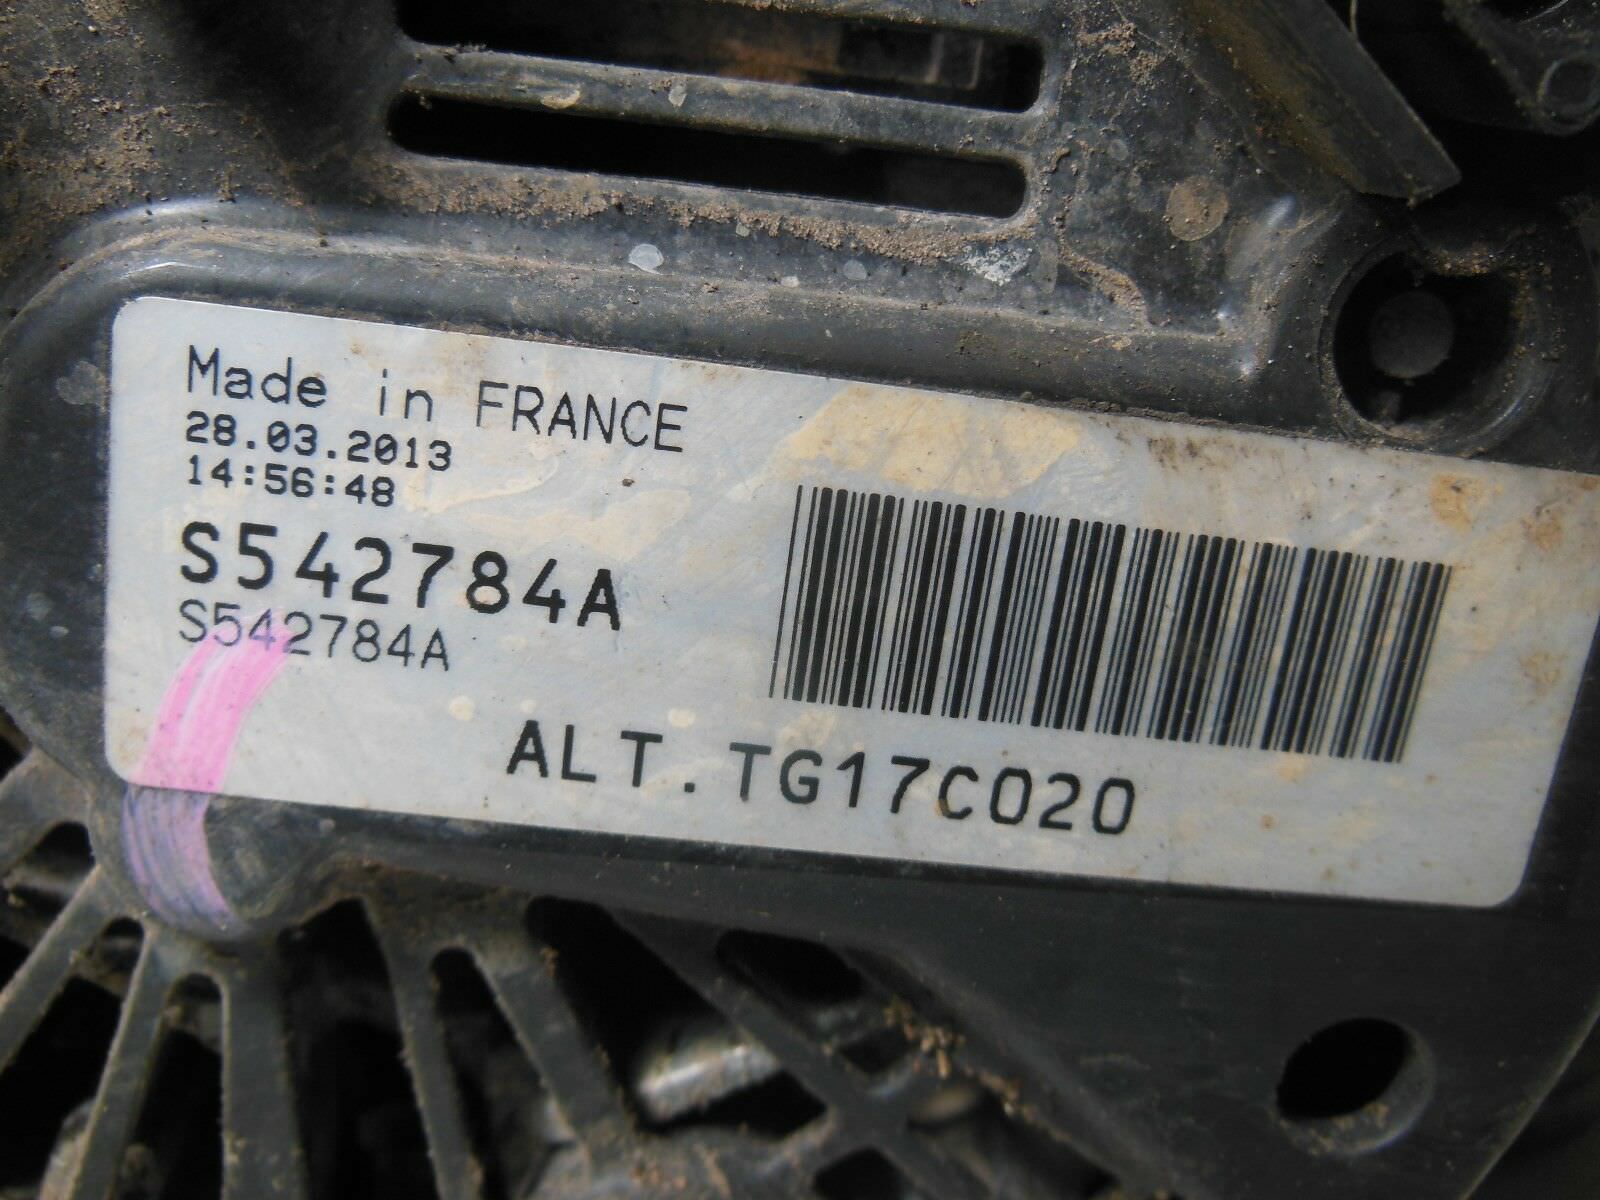 Made in FRANCE
28.03.2013
14:56:48
S542784A
S542784A
ALT.TG17C020